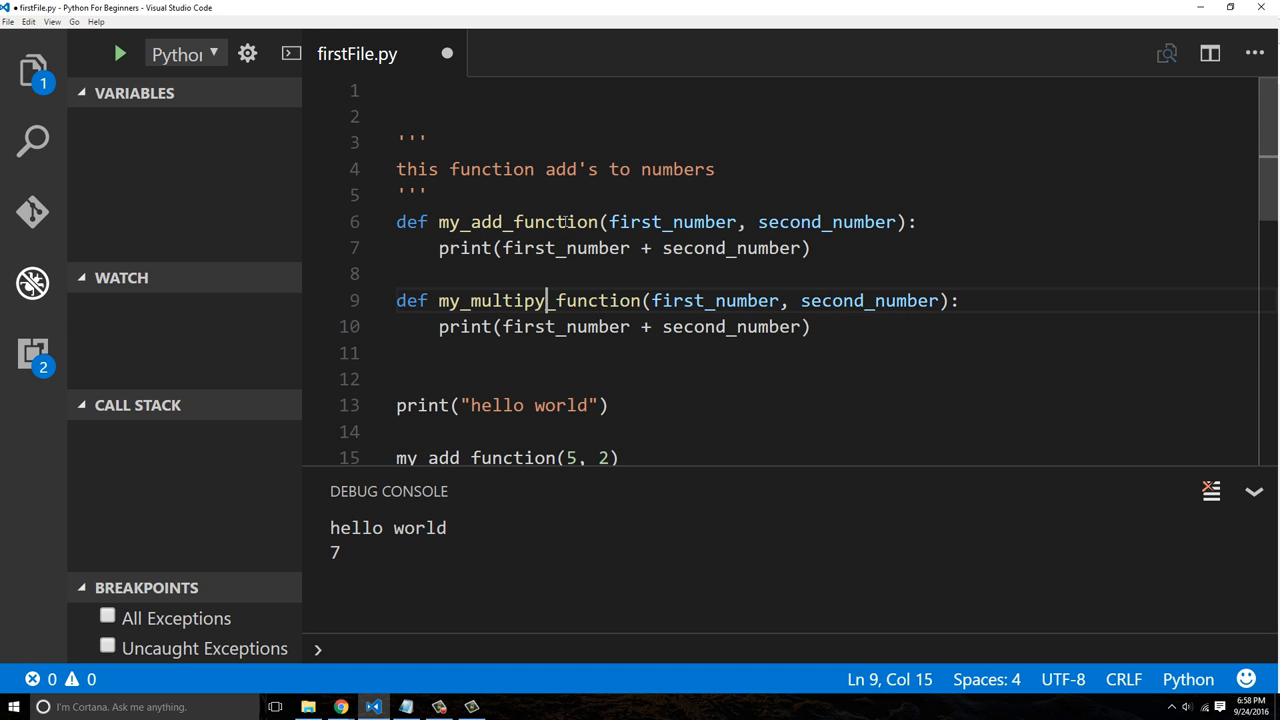 ● firstFile.py - Python For Beginners - Visual Studio Code
File Edit View Go Help
Pythor
firstFile.py
1
VARIABLES
WATCH
CALL STACK
BREAKPOINTS
All Exceptions
Uncaught Exceptions
2
1
2
3 '''
4 this function add's to numbers
5 '''
6 def my_add_function(first_number, second_number):
7 print(first_number + second_number)
8
9 def my_multipy_function(first_number, second_number):
10 print(first_number + second_number)
11
12
13 print("hello world")
14
15 my_add_function(5, 2)
DEBUG CONSOLE
hello world
7
0 0
Ln 9, Col 15 Spaces: 4 UTF-8 CRLF Python
I'm Cortana. Ask me anything.
6:58 PM
9/24/2016